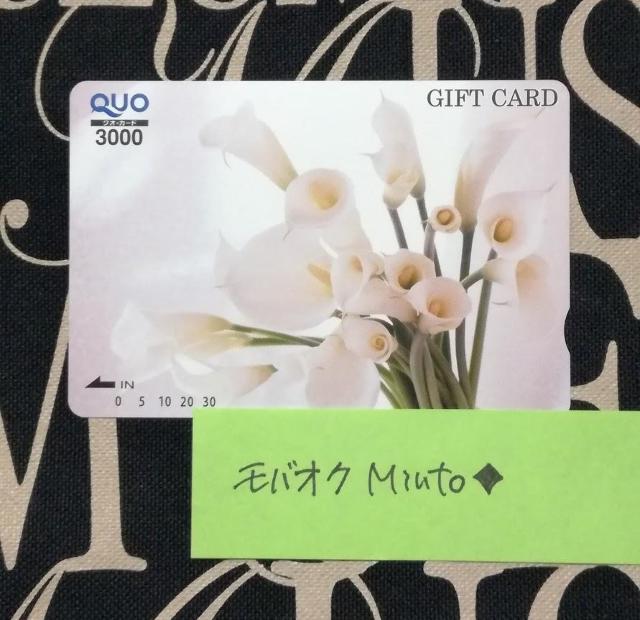 QUO
クオ・カード
3000
GIFT CARD
IN
0 5 10 20 30
モバオク Miuto◆